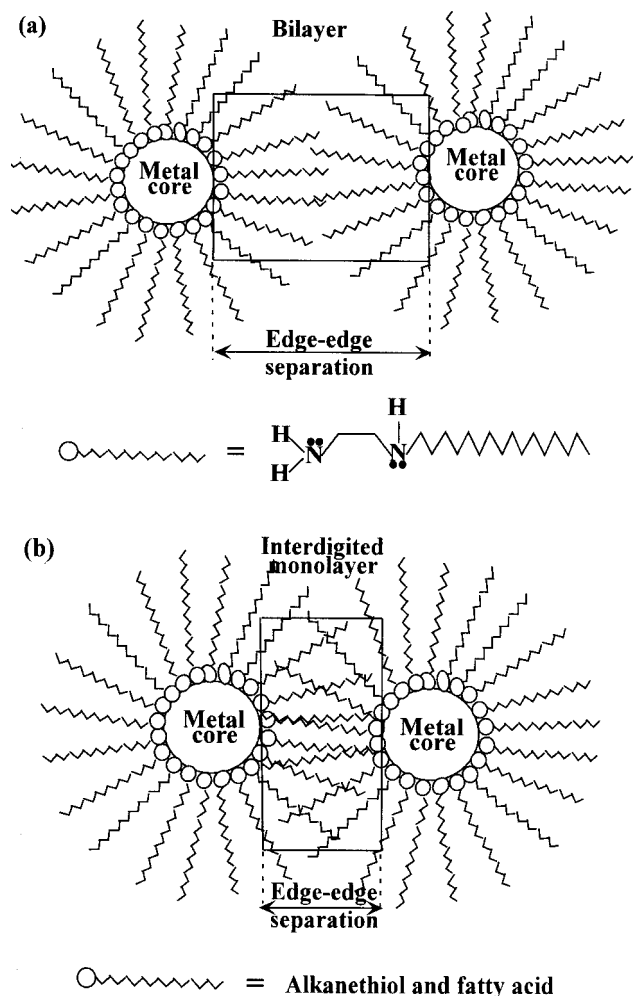 (a)
Bilayer
Metal core
Metal core
Edge-edge
separation
=
H
H
N
H
N
(b)
Interdigited
monolayer
Metal core
Metal core
Edge-edge
separation
= Alkanethiol and fatty acid